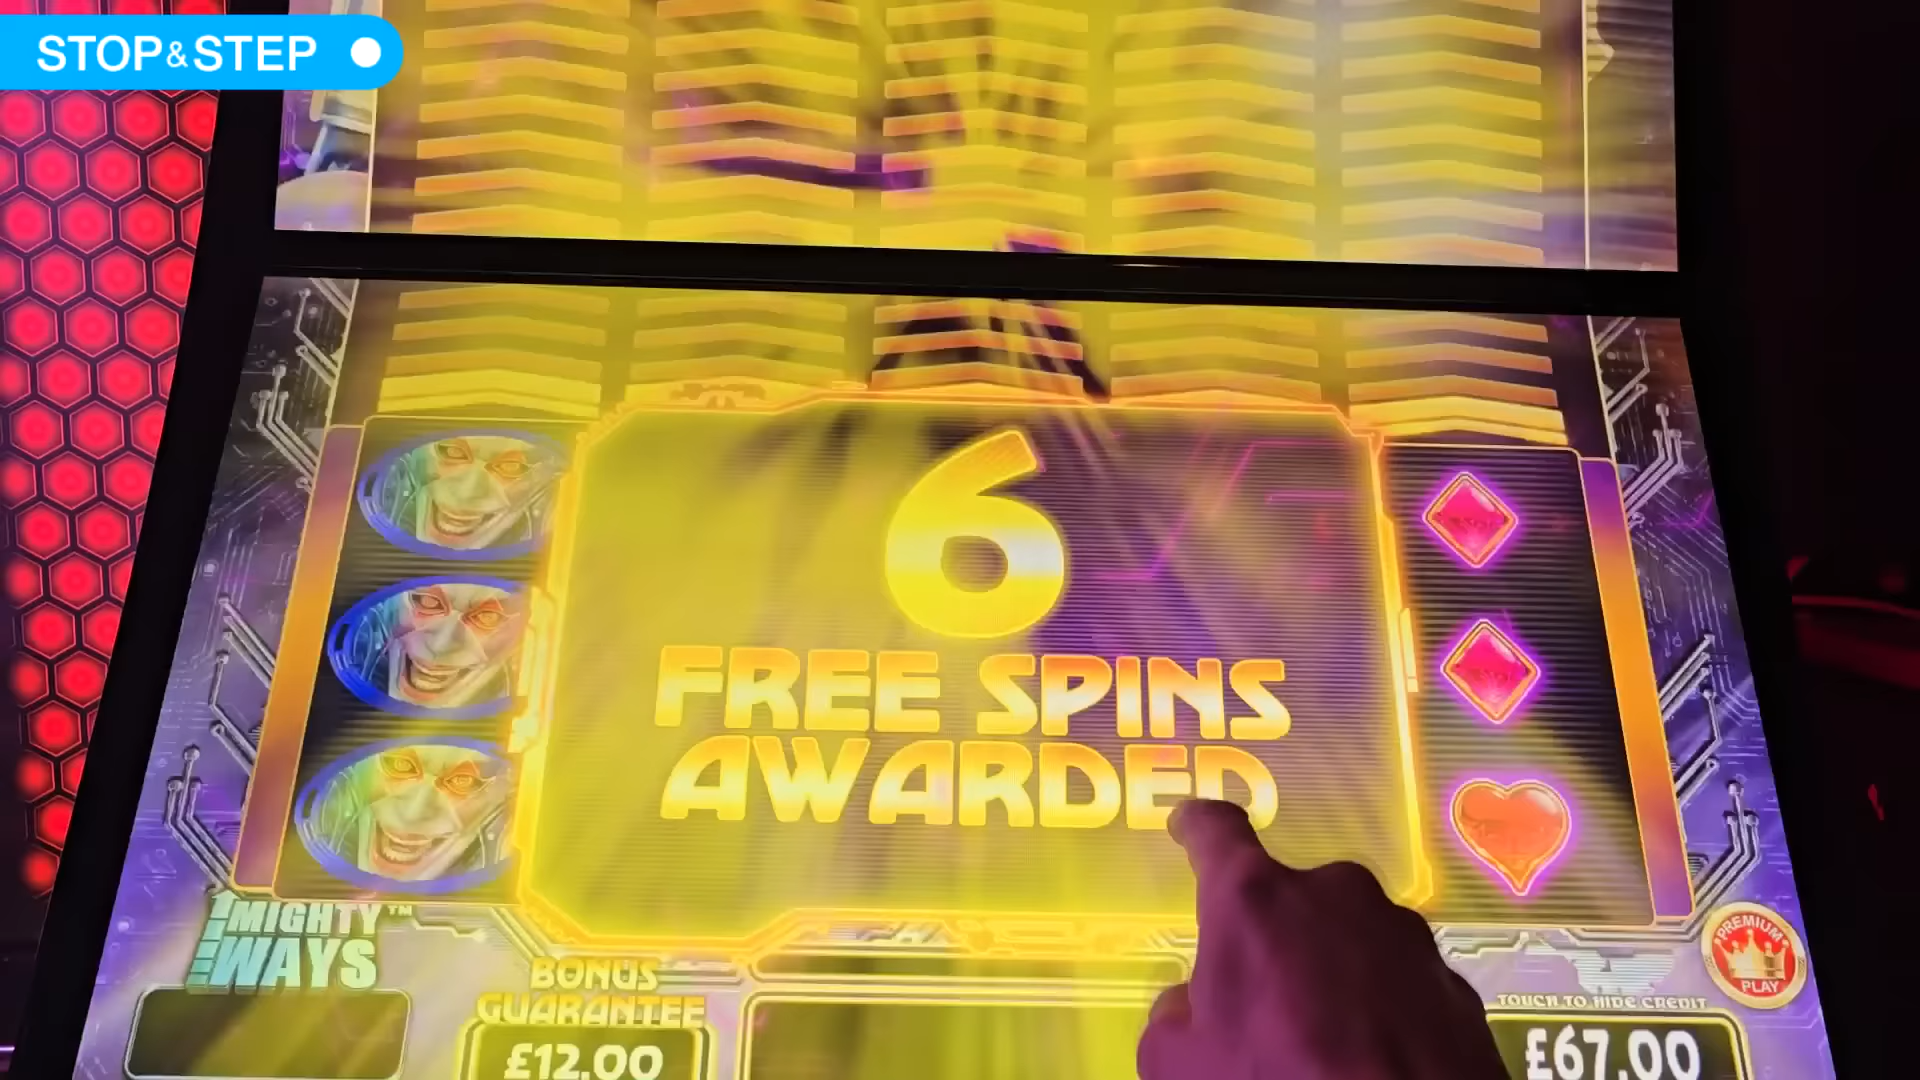 STOP&STEP
6
FREE SPINS
AWARDED
MIGHTY™
WAYS
BONUS
GUARANTEE
£12.00
PREMIUM
PLAY
TOUCH TO HIDE CREDIT
£67.00